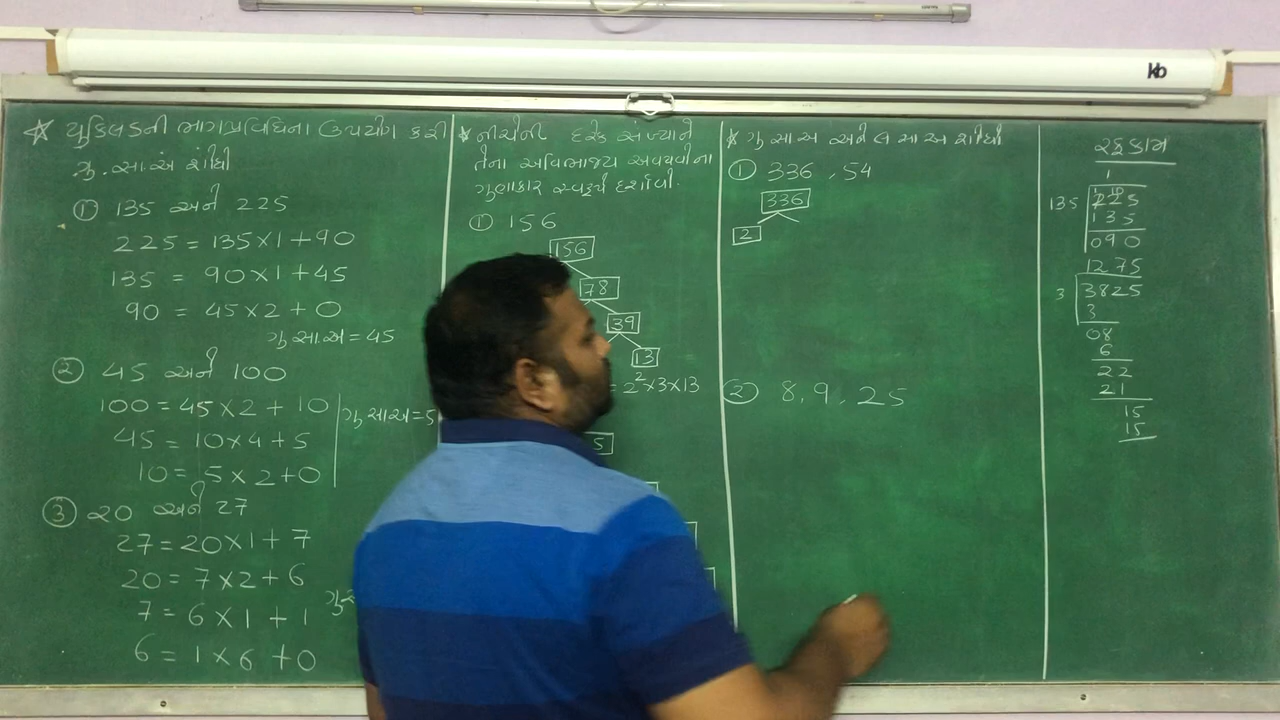 kb
☆ યુક્લિડની ભાગપ્રવિધિના ઉપયોગ કરી
ગુ.સા.અ શોધો
① 135 અને 225
225 = 135×1 + 90
135 = 90×1 + 45
90 = 45×2 + 0
ગુ.સા.અ = 45
② 45 અને 100
100 = 45×2 + 10
45 = 10×4 + 5
10 = 5×2 + 0
ગુ સા અ = 5
③ 20 અને 27
27 = 20×1 + 7
20 = 7×2 + 6
7 = 6×1 + 1
6 = 1×6 + 0
* નીચેની દરેક સંખ્યાને
તેના અવિભાજ્ય અવયવોના
ગુણાકાર સ્વરૂપે દર્શાવો.
① 156
156
78
39
13
= 2²×3×13
5
* ગુ.સા.અ અને લ સા અ શોધો
① 336, 54
336
2
② 8, 9, 25
રફકામ
1
1 10
135 225
135
090
1275
3 3825
3
08
6
22
21
15
15